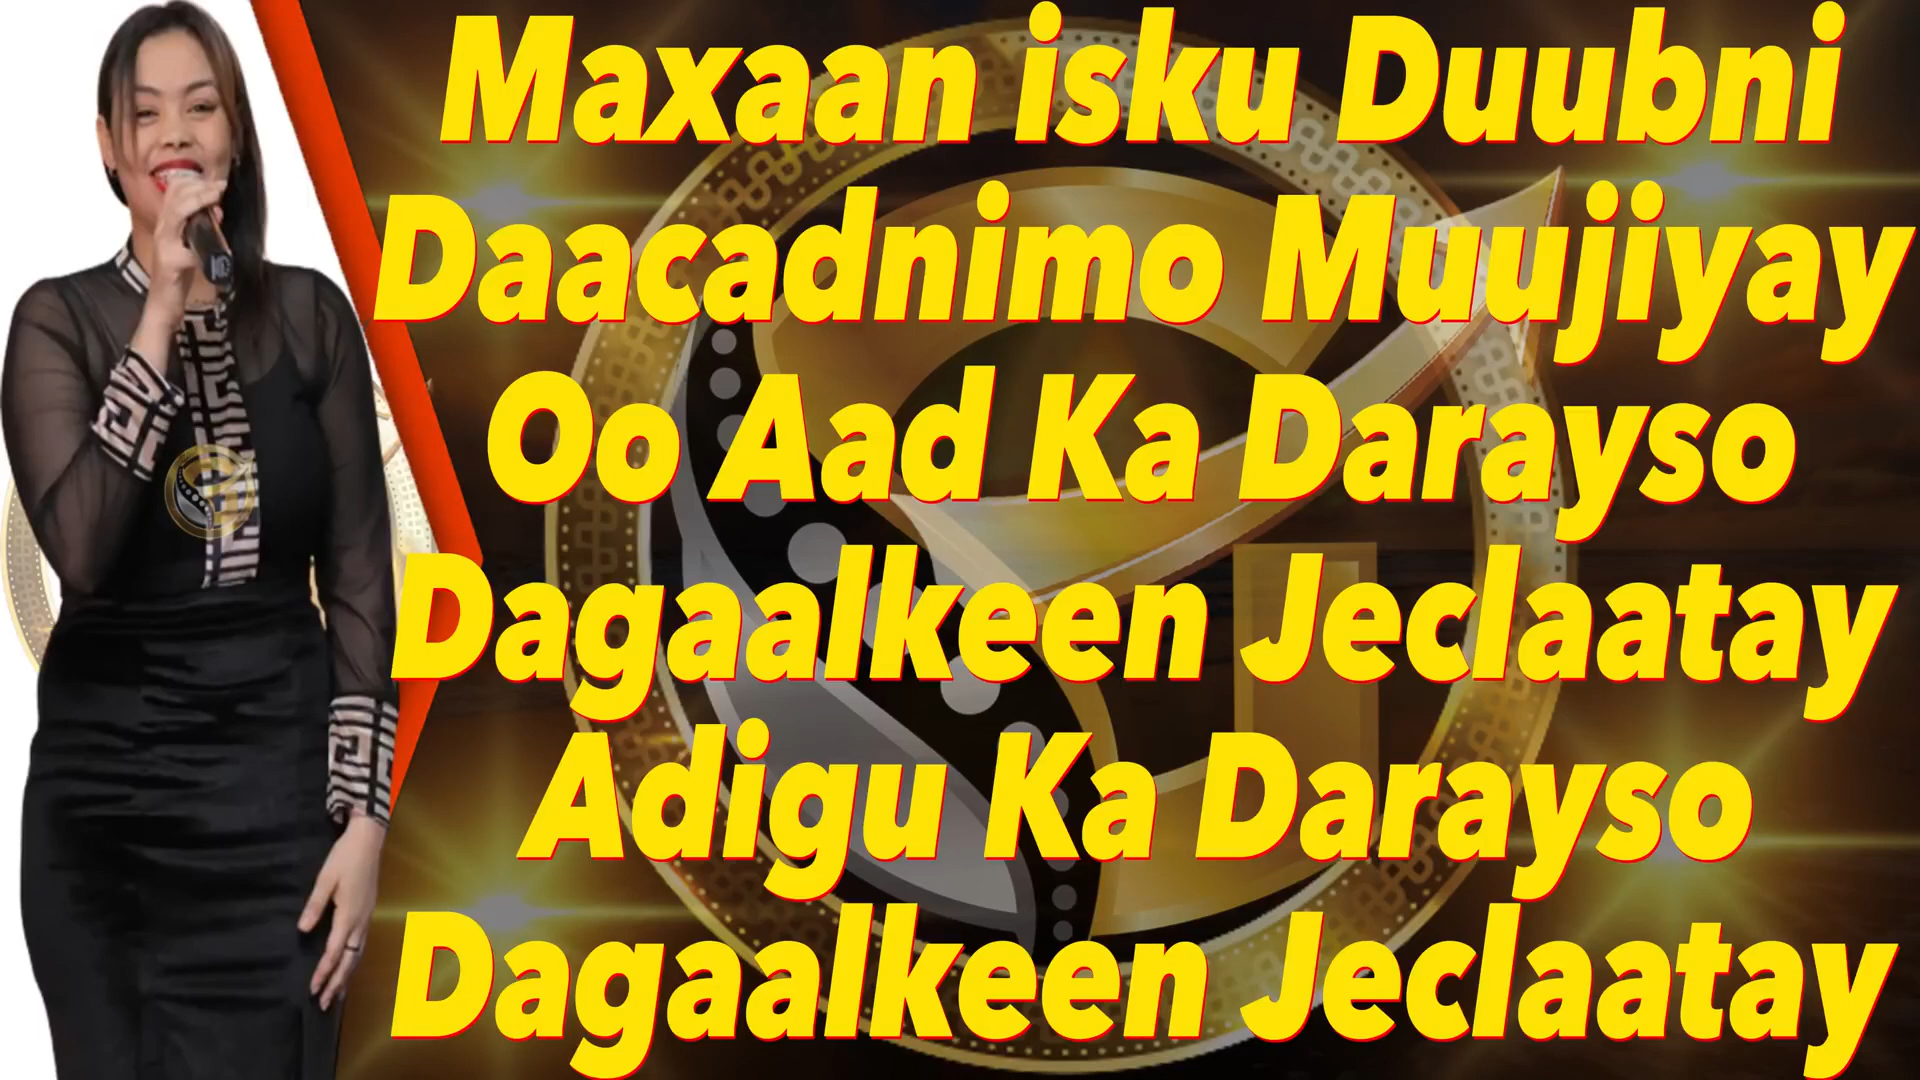 Maxaan isku Duubni
Daacadnimo Muujiyay
Oo Aad Ka Darayso
Dagaalkeen Jeclaatay
Adigu Ka Darayso
Dagaalkeen Jeclaatay